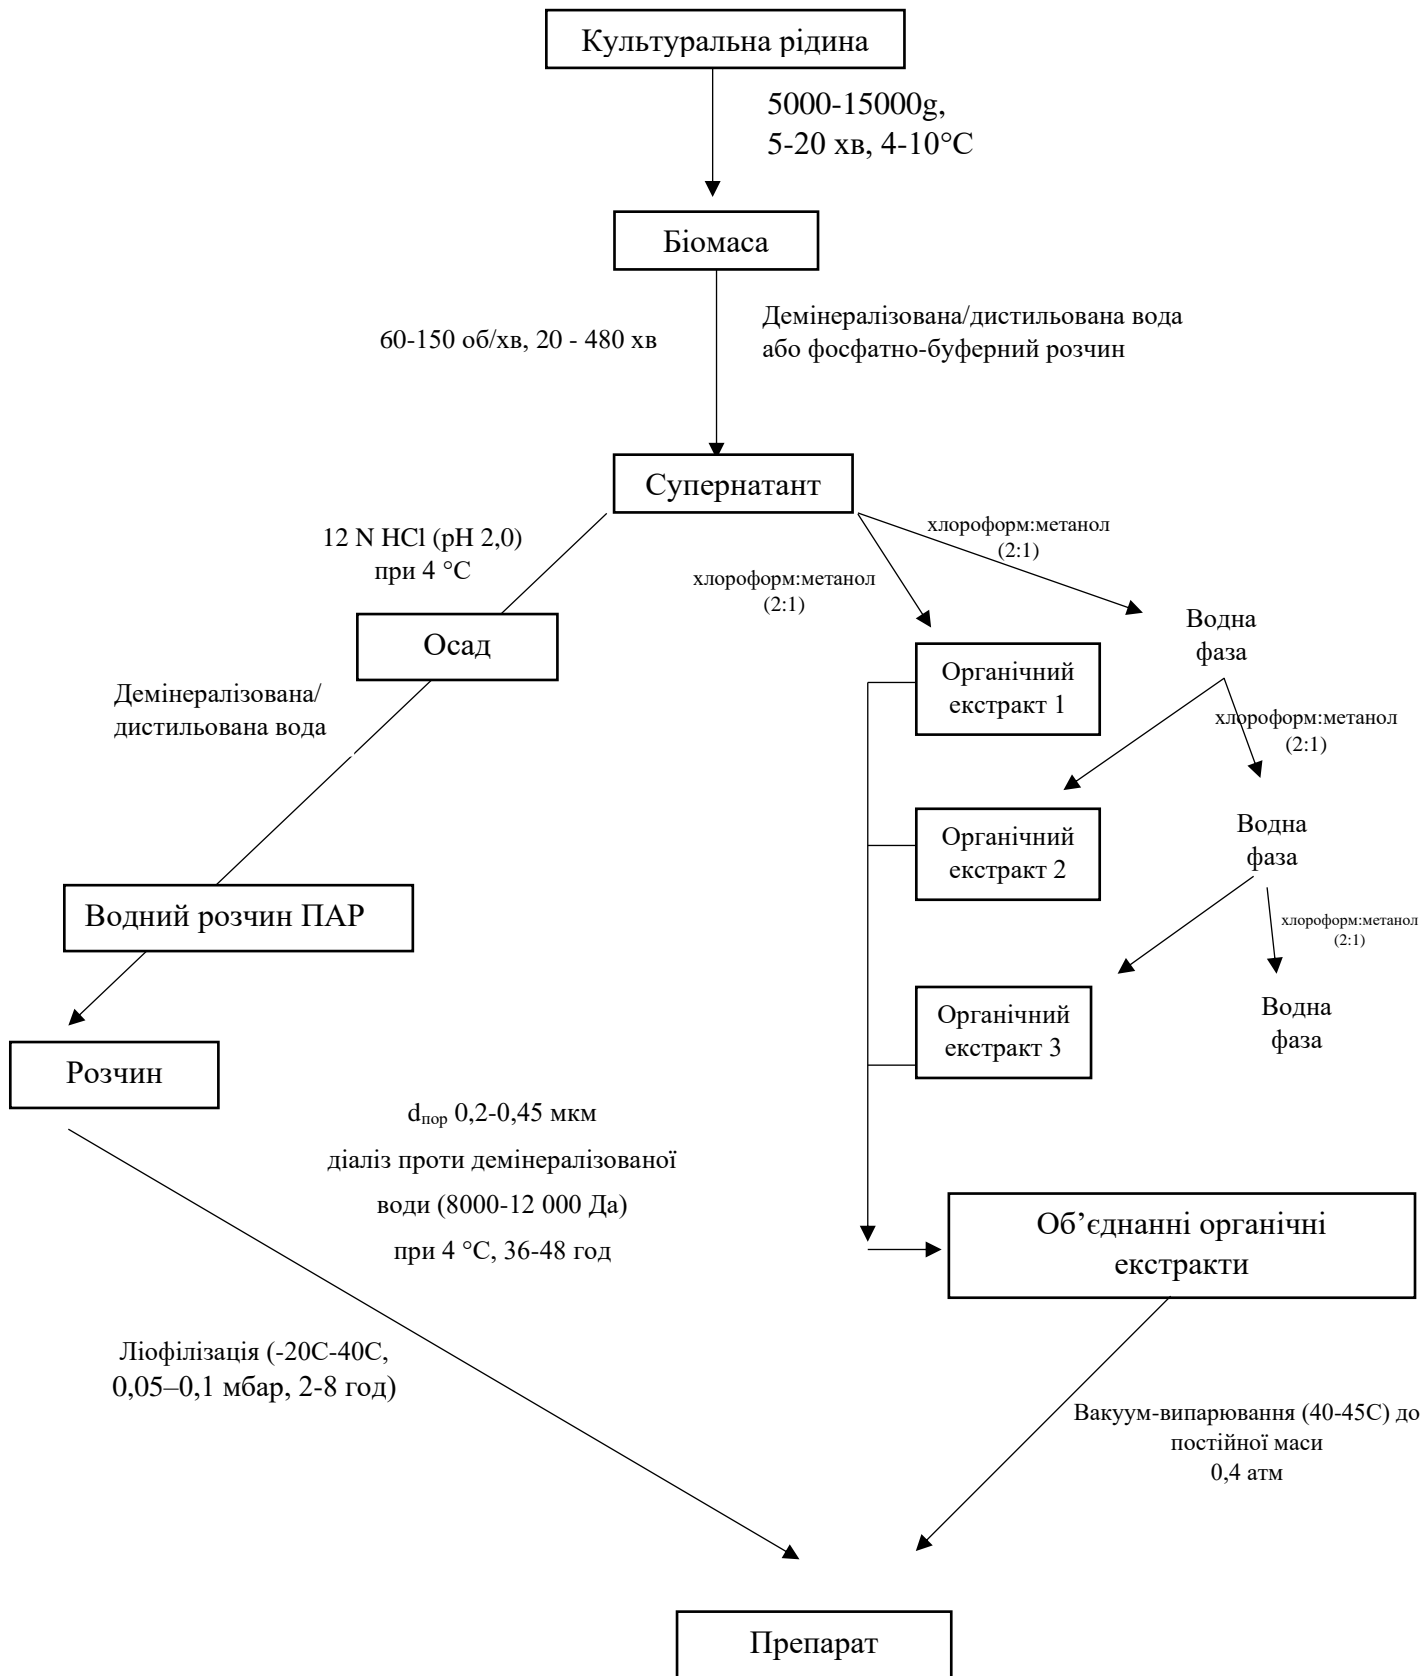 Культуральна рідина
5000-15000g,
5-20 хв, 4-10°С
Біомаса
60-150 об/хв, 20 - 480 хв
Демінералізована/дистильована вода
або фосфатно-буферний розчин
Супернатант
12 N HCl (pH 2,0)
при 4 °С
хлороформ:метанол
(2:1)
хлороформ:метанол
(2:1)
Осад
Водна
фаза
Органічний
екстракт 1
Демінералізована/
дистильована вода
хлороформ:метанол
(2:1)
Органічний
екстракт 2
Водна
фаза
Водний розчин ПАР
хлороформ:метанол
(2:1)
Органічний
екстракт 3
Водна
фаза
Розчин
dпор 0,2-0,45 мкм
діаліз проти демінералізованої
води (8000-12 000 Да)
при 4 °С, 36-48 год
Об’єднанні органічні
екстракти
Ліофілізація (-20С-40С,
0,05–0,1 мбар, 2-8 год)
Вакуум-випарювання (40-45С) до
постійної маси
0,4 атм
Препарат